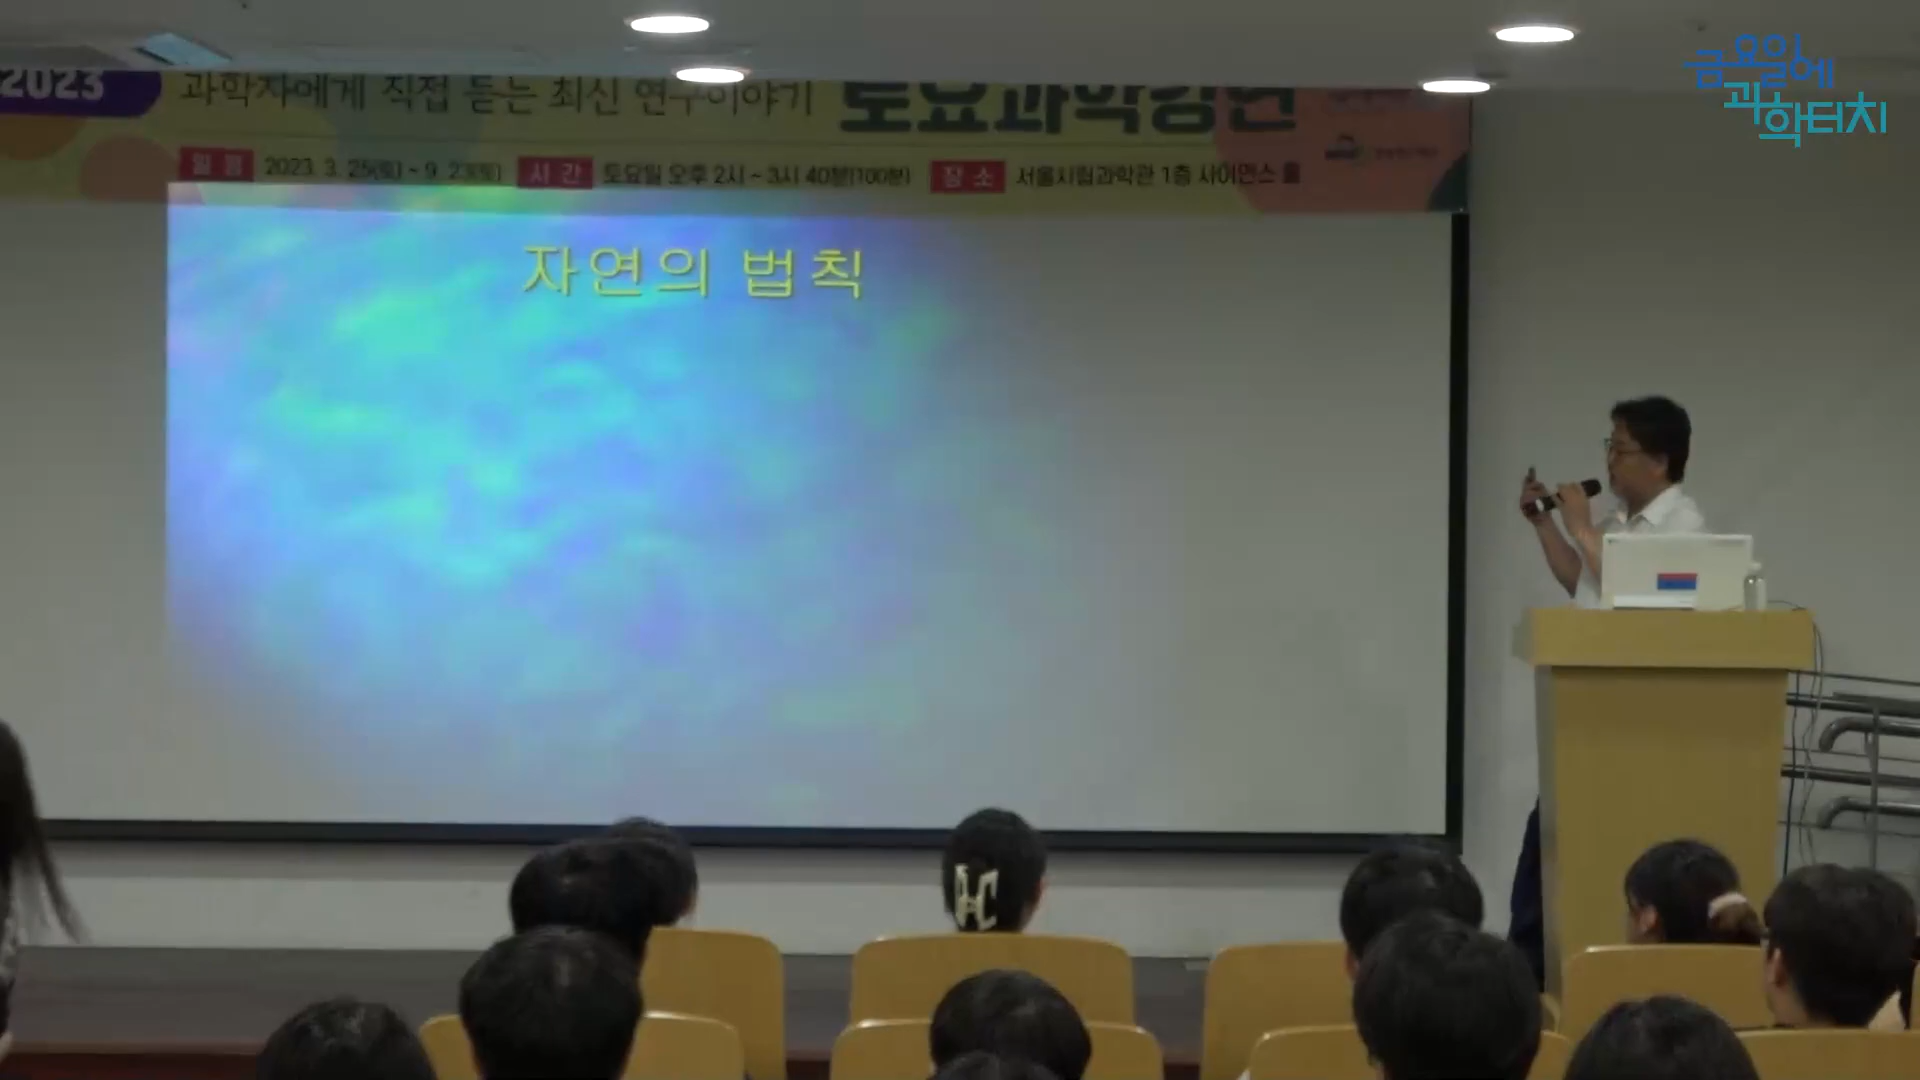 금요일에
과학터치
2023 과학자에게 직접 듣는 최신 연구이야기 토요과학강연
일 정 2023. 3. 25(토) ~ 9. 23(토) 시 간 토요일 오후 2시 ~ 3시 40분(100분) 장 소 서울시립과학관 1층 사이언스 홀
자연의 법칙